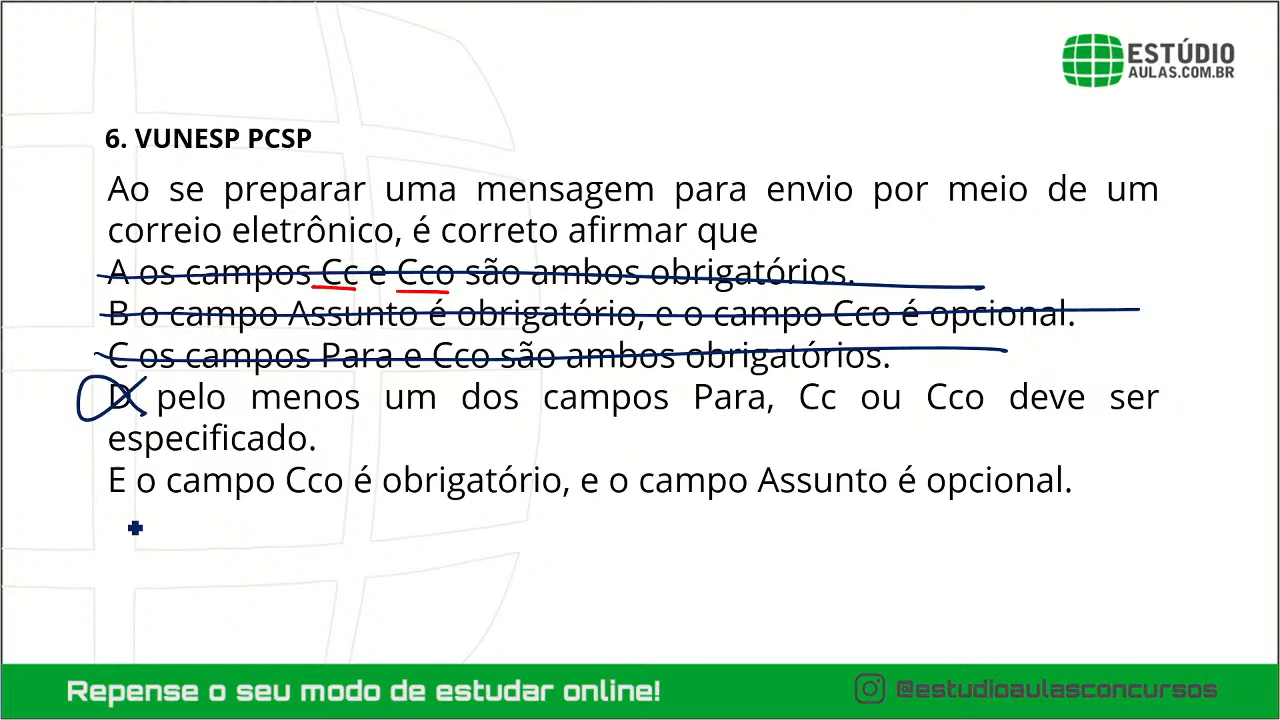 ESTÚDIO
AULAS.COM.BR
6. VUNESP PCSP
Ao se preparar uma mensagem para envio por meio de um
correio eletrônico, é correto afirmar que
A os campos Cc e Cco são ambos obrigatórios.
B o campo Assunto é obrigatório, e o campo Cco é opcional.
C os campos Para e Cco são ambos obrigatórios.
D pelo menos um dos campos Para, Cc ou Cco deve ser
especificado.
E o campo Cco é obrigatório, e o campo Assunto é opcional.
Repense o seu modo de estudar online!
@estudioaulasconcursos